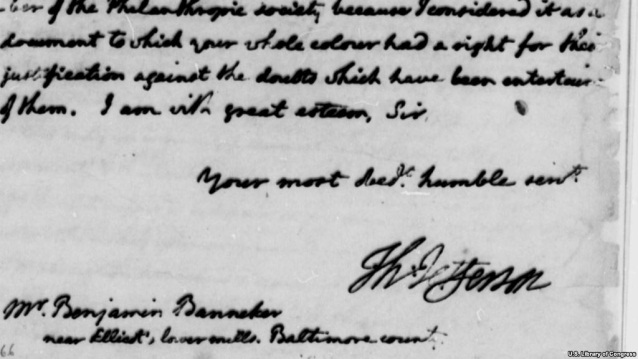 ber of the Philanthropic society, because I considered it as a
document to which your whole colour had a right for their
justification against the doubts which have been entertain
of them. I am with great esteem, Sir,
Your most obedt. humble servt.
Th: Jefferson
Mr. Benjamin Banneker
near Ellicot's, lower mills. Baltimore county
66
U.S. Library of Congress